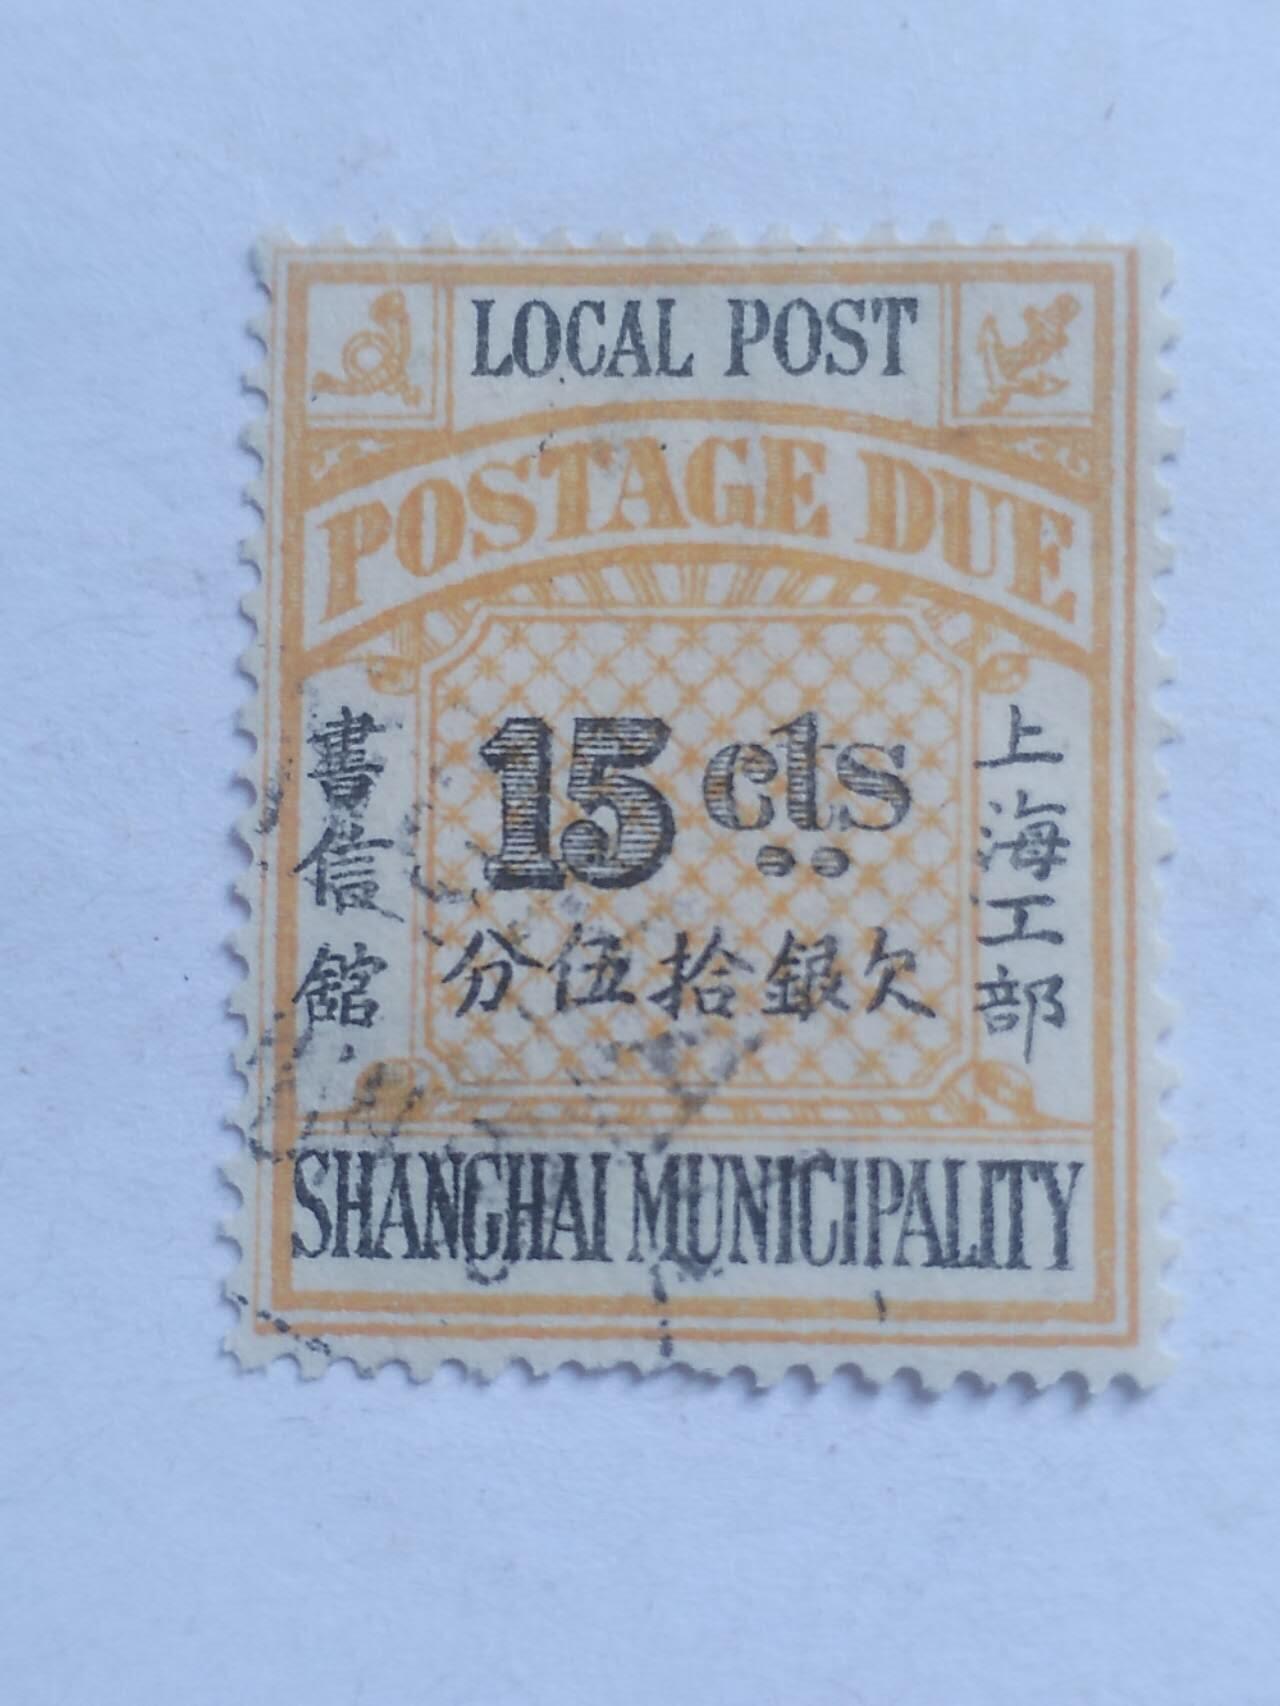 LOCAL POST
POSTAGE DUE
上海工部
書信館
15 cts
欠銀拾伍分
SHANGHAI MUNICIPALITY